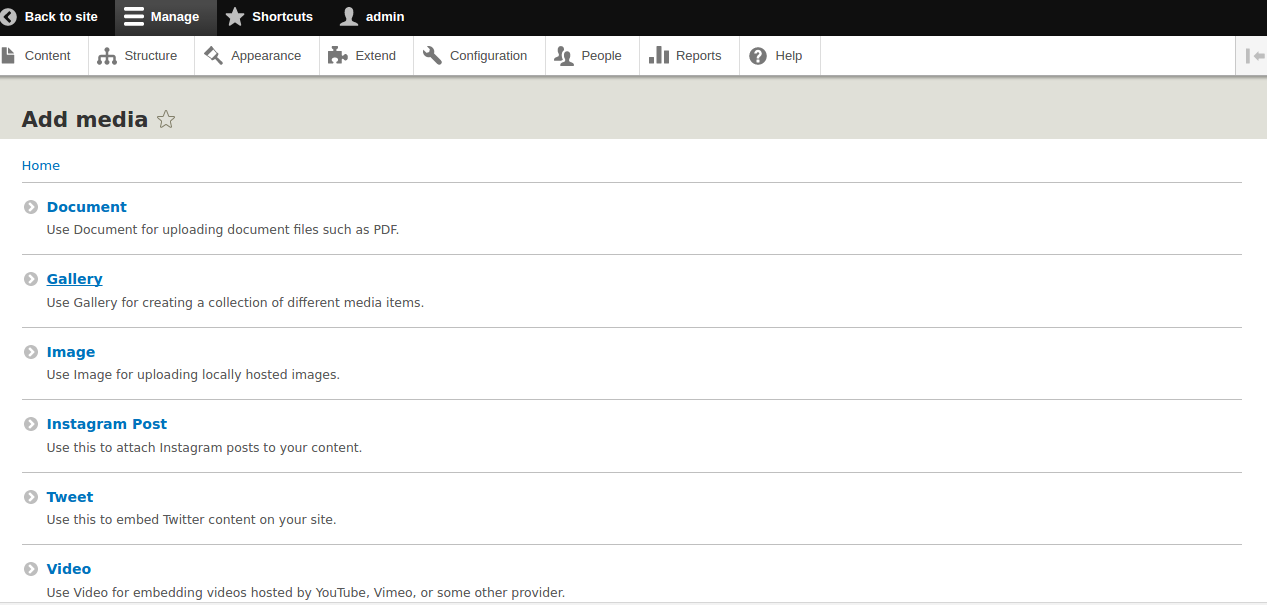 Back to site Manage Shortcuts admin
Content Structure Appearance Extend Configuration People Reports Help
Add media
Home
Document
Use Document for uploading document files such as PDF.
Gallery
Use Gallery for creating a collection of different media items.
Image
Use Image for uploading locally hosted images.
Instagram Post
Use this to attach Instagram posts to your content.
Tweet
Use this to embed Twitter content on your site.
Video
Use Video for embedding videos hosted by YouTube, Vimeo, or some other provider.